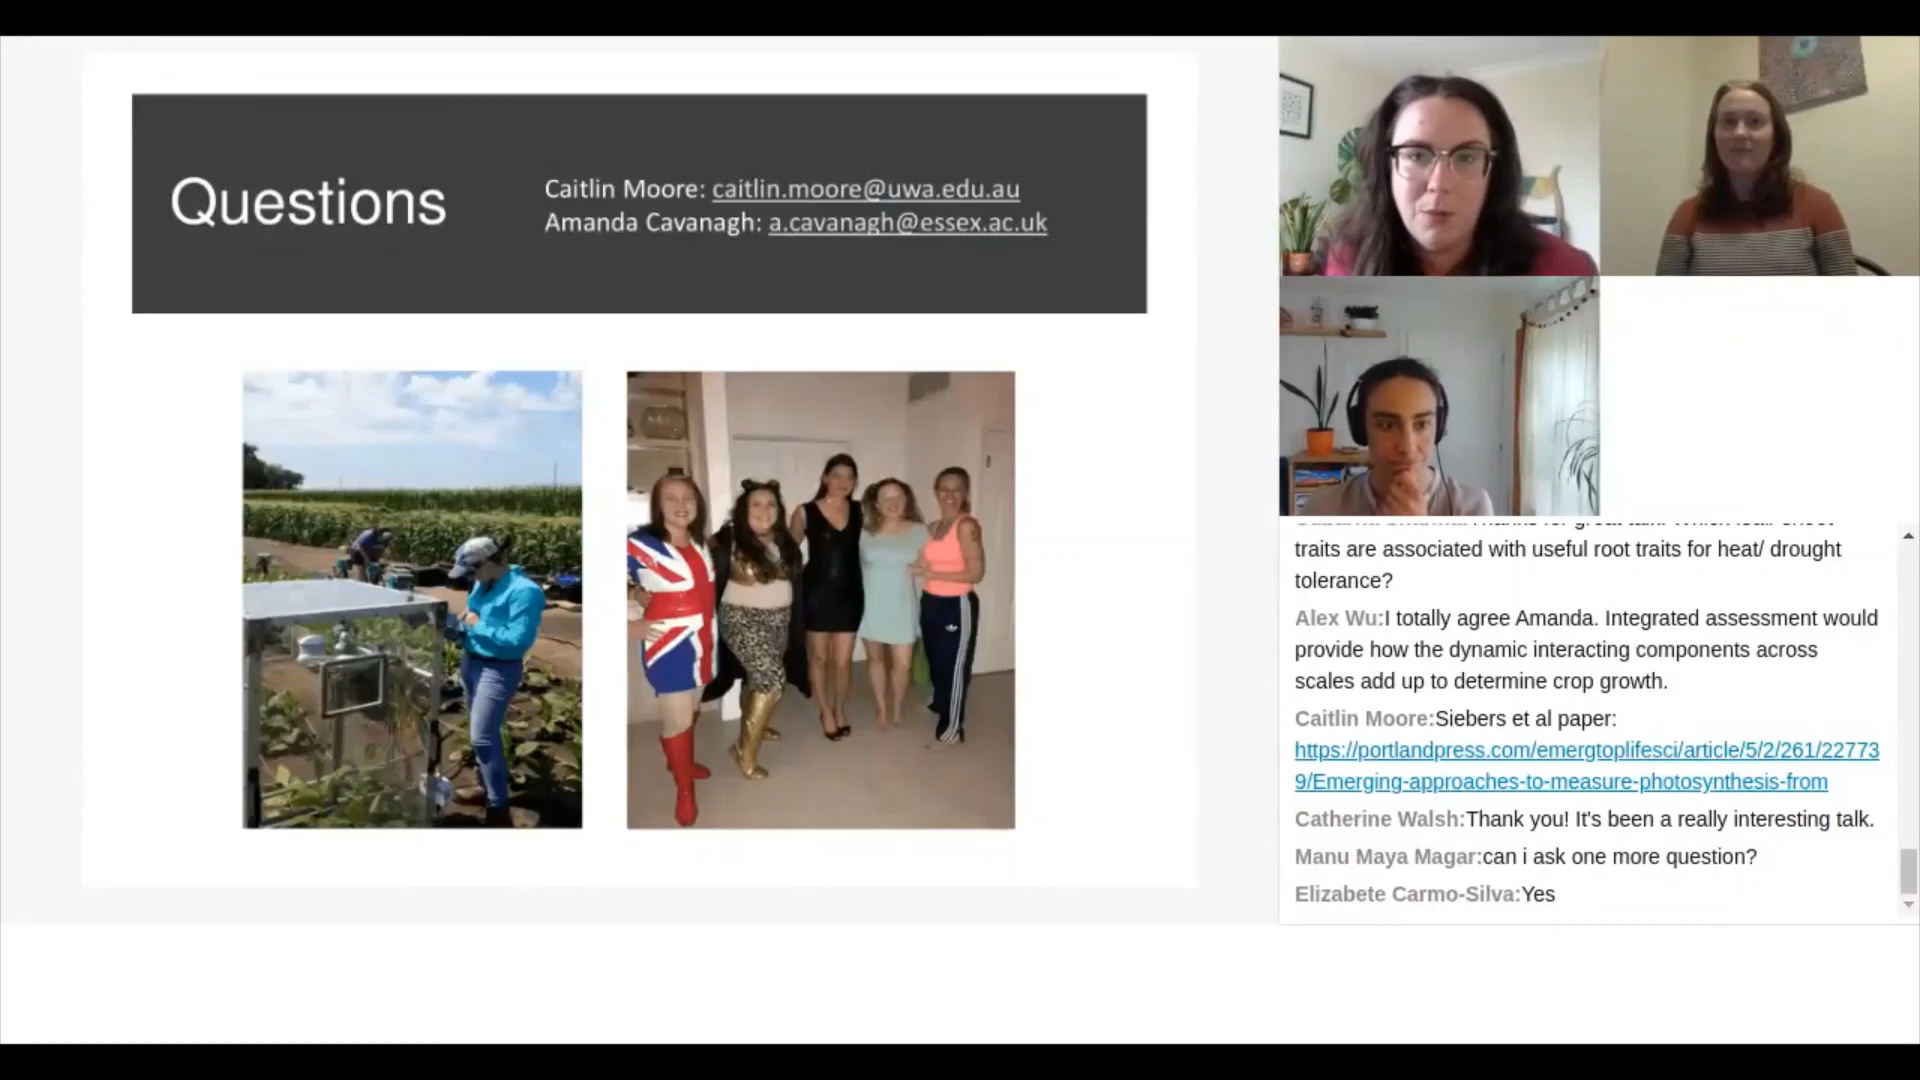 Questions
Caitlin Moore: caitlin.moore@uwa.edu.au
Amanda Cavanagh: a.cavanagh@essex.ac.uk
traits are associated with useful root traits for heat/ drought
tolerance?
Alex Wu:I totally agree Amanda. Integrated assessment would
provide how the dynamic interacting components across
scales add up to determine crop growth.
Caitlin Moore:Siebers et al paper:
https://portlandpress.com/emergtoplifesci/article/5/2/261/22773
9/Emerging-approaches-to-measure-photosynthesis-from
Catherine Walsh:Thank you! It's been a really interesting talk.
Manu Maya Magar:can i ask one more question?
Elizabete Carmo-Silva:Yes